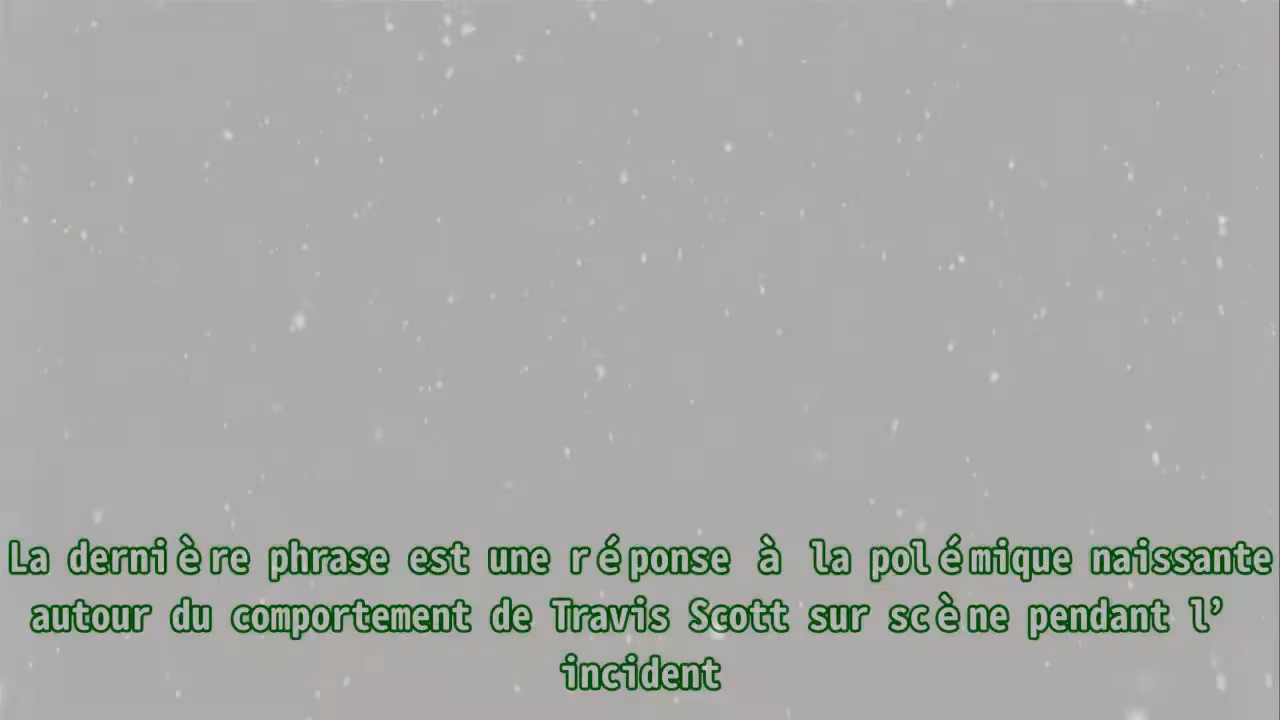 La dernière phrase est une réponse à la polémique naissante
autour du comportement de Travis Scott sur scène pendant l’
incident